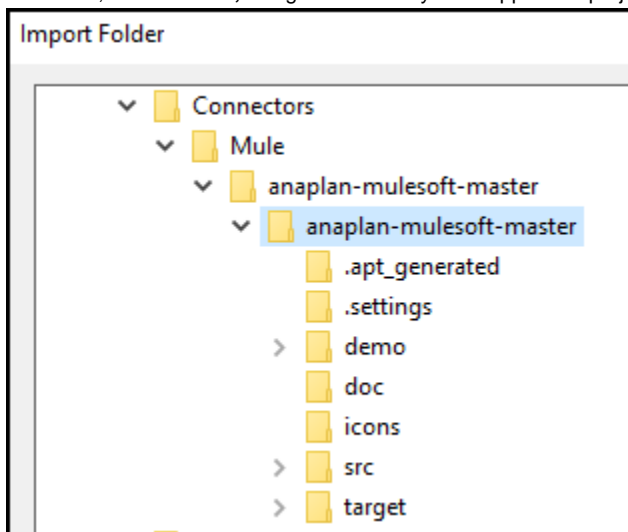 Import Folder
Connectors
Mule
anaplan-mulesoft-master
anaplan-mulesoft-master
.apt_generated
.settings
demo
doc
icons
src
target